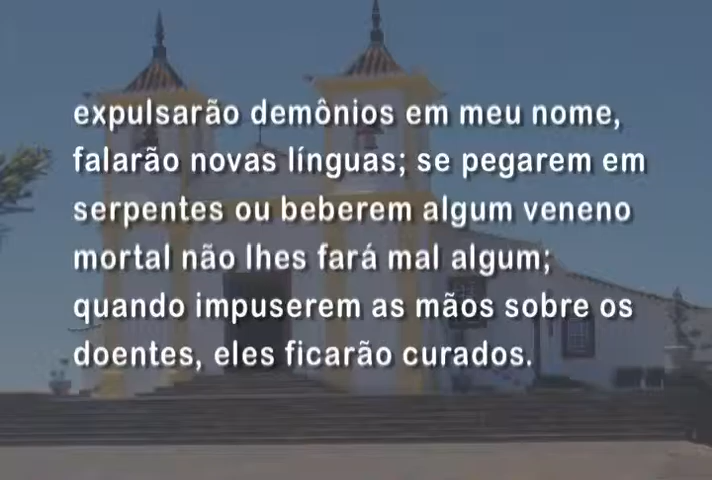 expulsarão demônios em meu nome,
falarão novas línguas; se pegarem em
serpentes ou beberem algum veneno
mortal não lhes fará mal algum;
quando impuserem as mãos sobre os
doentes, eles ficarão curados.